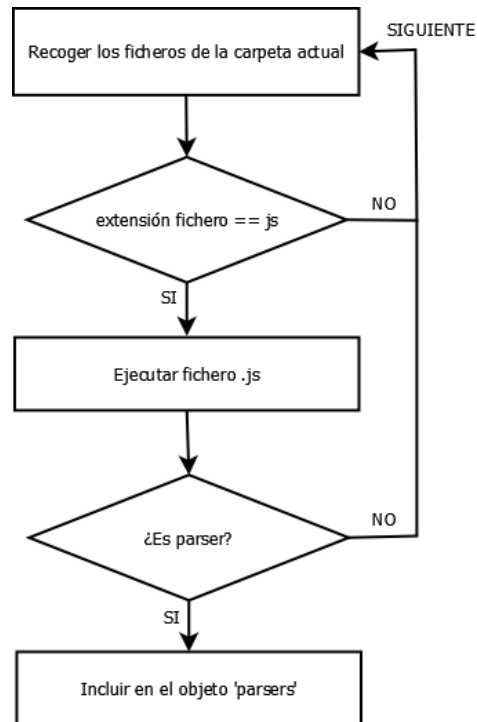 SIGUIENTE
Recoger los ficheros de la carpeta actual
extensión fichero == js
NO
SI
Ejecutar fichero .js
¿Es parser?
NO
SI
Incluir en el objeto 'parsers'